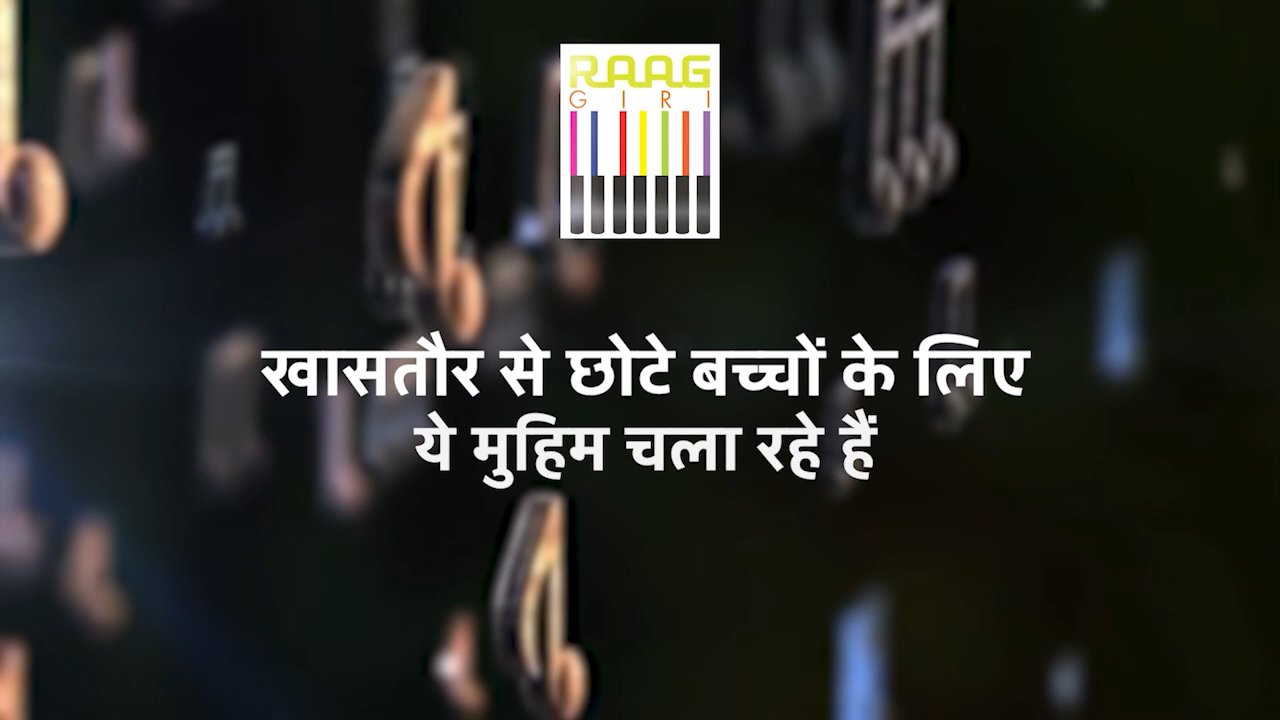 RAAG
GIRI
खासतौर से छोटे बच्चों के लिए
ये मुहिम चला रहे हैं